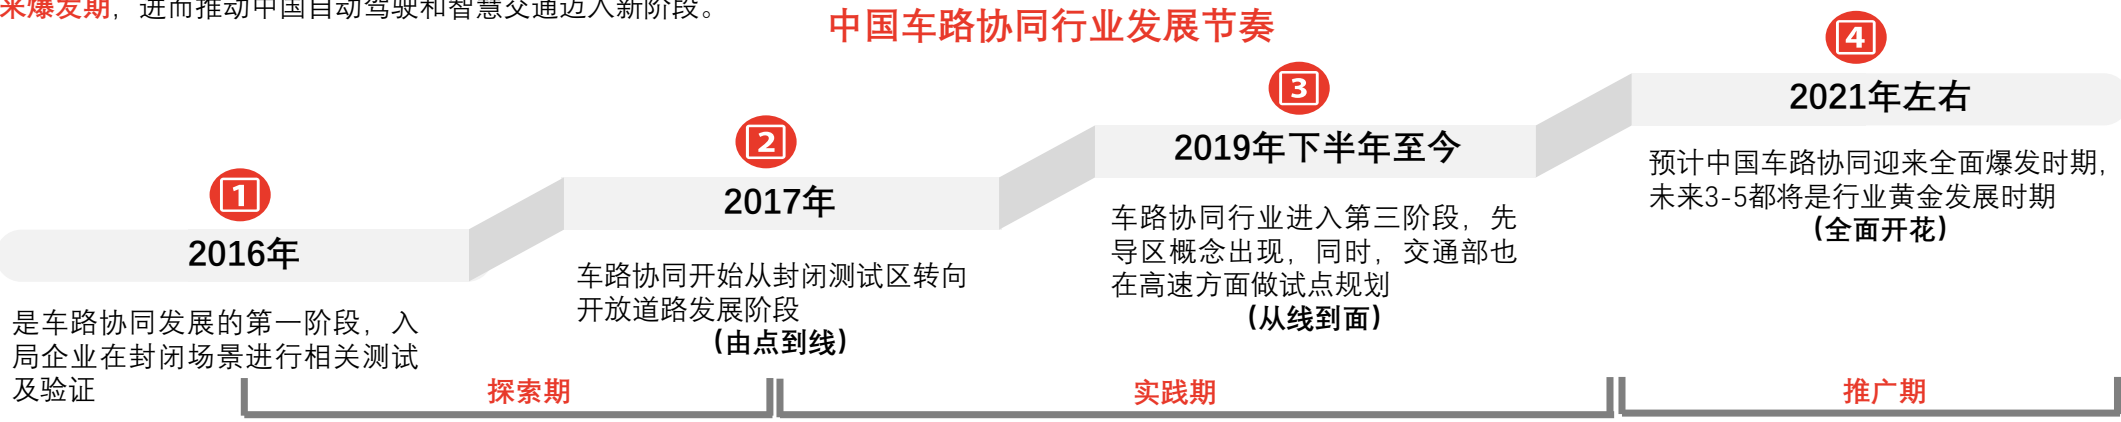 来爆发期，进而推动中国自动驾驶和智慧交通迈入新阶段。
中国车路协同行业发展节奏
1
2016年
是车路协同发展的第一阶段，入
局企业在封闭场景进行相关测试
及验证
2
2017年
车路协同开始从封闭测试区转向
开放道路发展阶段
（由点到线）
3
2019年下半年至今
车路协同行业进入第三阶段，先
导区概念出现，同时，交通部也
在高速方面做试点规划
（从线到面）
4
2021年左右
预计中国车路协同迎来全面爆发时期，
未来3-5都将是行业黄金发展时期
（全面开花）
探索期
实践期
推广期